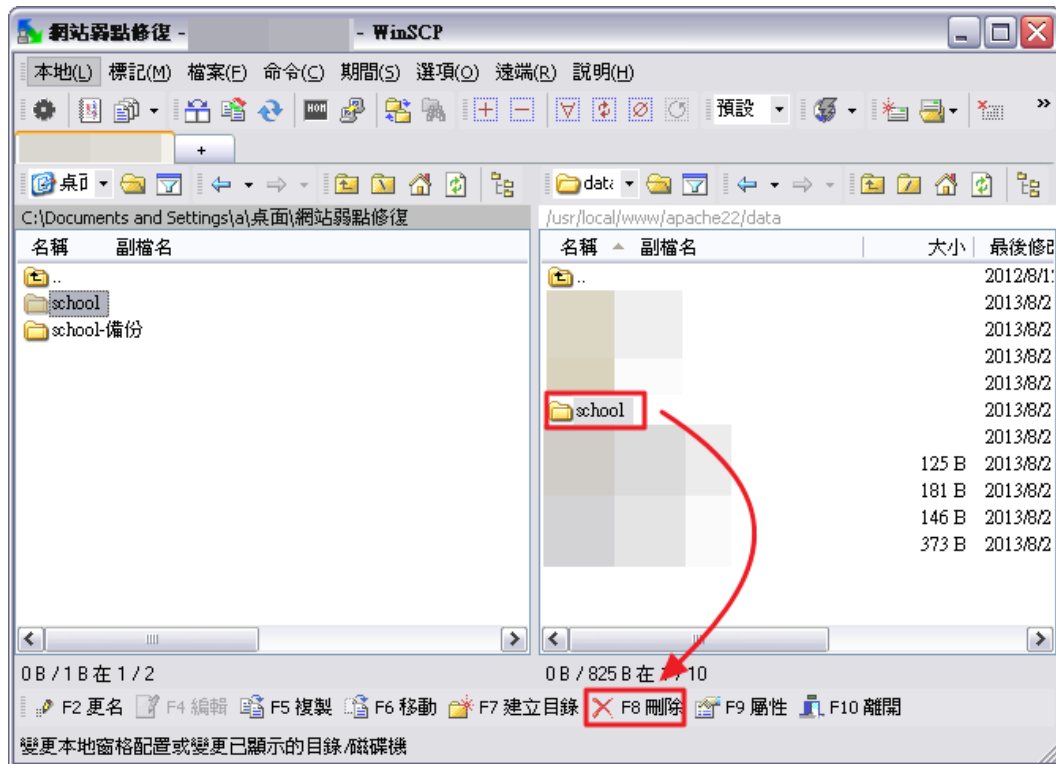 網站弱點修復 - - WinSCP
本地(L) 標記(M) 檔案(F) 命令(C) 期間(S) 選項(O) 遠端(R) 說明(H)
預設
+
data
C:\Documents and Settings\a\桌面\網站弱點修復
/usr/local/www/apache22/data
名稱 副檔名
名稱 副檔名 大小
..
.. 2012/8/1
school 2013/8/2
school-備份 2013/8/2
2013/8/2
2013/8/2
school 2013/8/2
2013/8/2
125 B 2013/8/2
181 B 2013/8/2
146 B 2013/8/2
373 B 2013/8/2
0 B / 1 B 在 1 / 2
0 B / 825 B 在 / 10
F2 更名 F4 編輯 F5 複製 F6 移動 F7 建立目錄 F8 刪除 F9 屬性 F10 離開
變更本地窗格配置或變更已顯示的目錄/磁碟機